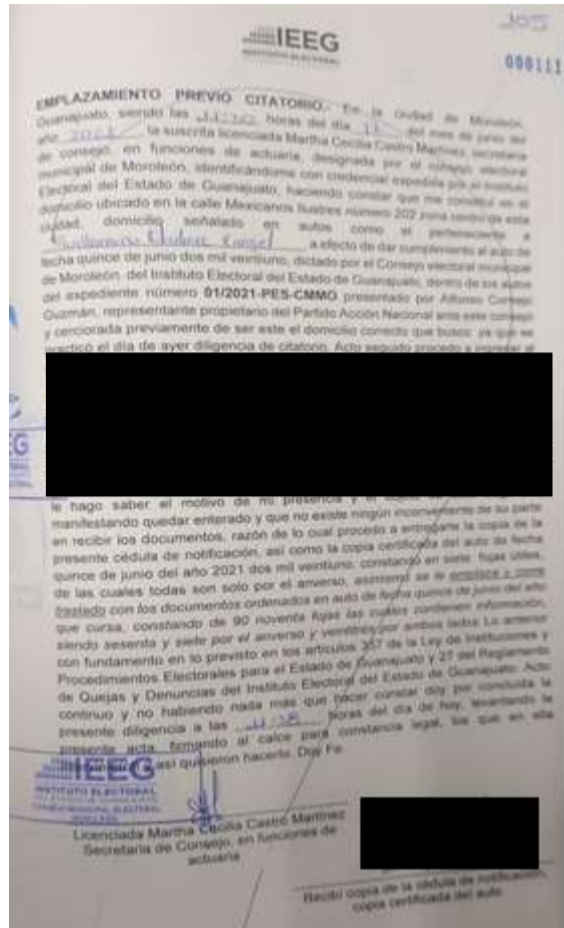 IEEG
INSTITUTO ELECTORAL
000111
EMPLAZAMIENTO PREVIO CITATORIO.- En la ciudad de Moroleón,
Guanajuato, siendo las horas del día del mes de junio del
año la suscrita licenciada Martha Cecilia Castro Martínez, secretaria
de consejo, en funciones de actuaria, designada por el consejo electoral
municipal de Moroleón, identificándome con credencial expedida por el Instituto
Electoral del Estado de Guanajuato, haciendo constar que me constituí en el
domicilio ubicado en la calle Mexicanos Ilustres número 202 zona centro de esta
ciudad, domicilio señalado en autos como el perteneciente a
a efecto de dar cumplimiento al auto de
fecha quince de junio dos mil veintiuno, dictado por el Consejo electoral municipal
de Moroleón del Instituto Electoral del Estado de Guanajuato, dentro de los autos
del expediente número 01/2021-PES-CMMO presentado por Alfonso
Guzmán, representante propietario del Partido Acción Nacional ante este consejo
y cerciorada previamente de ser este el domicilio correcto que busco, ya que se
practicó el día de ayer diligencia de citatorio. Acto seguido procedo a ingresar al
EG
le hago saber el motivo de mi presencia y el
manifestando quedar enterado y que no existe ningún inconveniente de su parte
en recibir los documentos, razón de lo cual procedo a entregarle la copia de la
presente cédula de notificación, así como la copia certificada del auto de fecha
quince de junio del año 2021 dos mil veintiuno, constando en siete fojas útiles,
de las cuales todas son solo por el anverso, asimismo se le emplaza y corre
traslado con los documentos ordenados en auto de fecha quince de junio del año
que cursa, constando de 90 noventa fojas las cuales contienen información,
siendo sesenta y siete por el anverso y veintitres por ambos lados. Lo anterior
con fundamento en lo previsto en los artículos 357 de la Ley de Instituciones y
Procedimientos Electorales para el Estado de Guanajuato y 27 del Reglamento
de Quejas y Denuncias del Instituto Electoral del Estado de Guanajuato. Acto
continuo y no habiendo nada más que hacer constar doy por concluida la
presente diligencia a las horas del día de hoy, levantando la
presente acta, firmando al calce para constancia legal, los que en ella
así quisieron hacerlo. Doy Fe.
IEEG
INSTITUTO ELECTORAL
Licenciada Martha Cecilia Castro Martínez
Secretaria de Consejo, en funciones de
actuaria
Recibí copia de la cédula de notificación,
copia certificada del auto